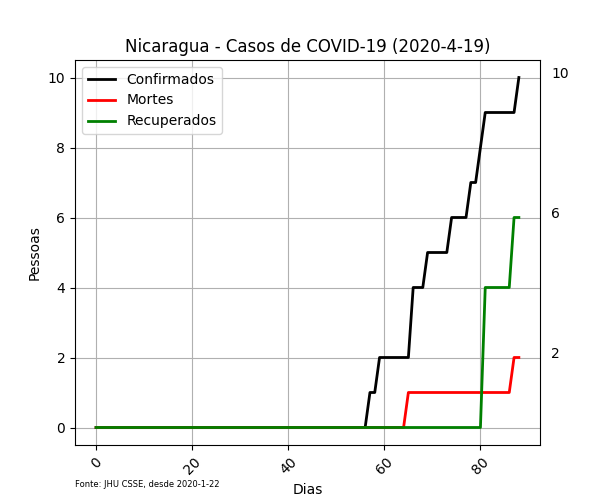 Nicaragua - Casos de COVID-19 (2020-4-19)
Confirmados
Mortes
Recuperados
10
8
6
4
2
0
Pessoas
10
6
2
0
20
40
60
80
Dias
Fonte: JHU CSSE, desde 2020-1-22